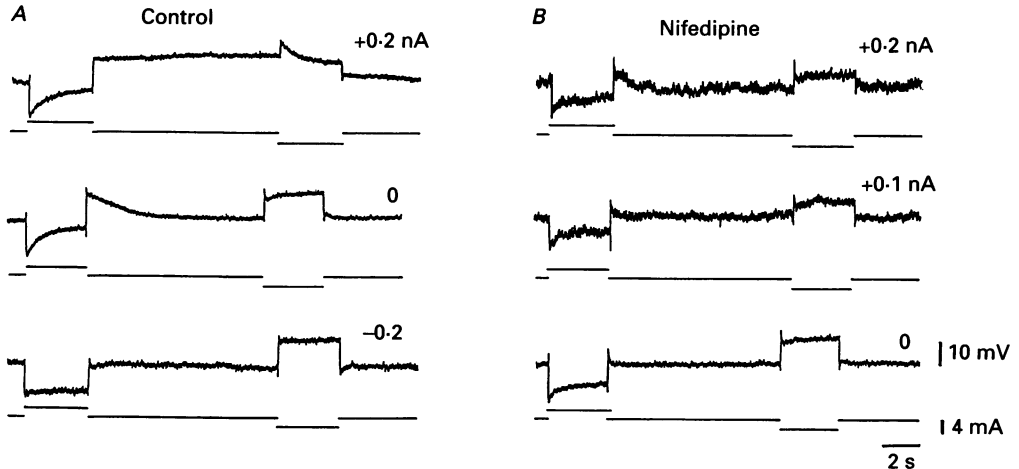 A
Control
+0·2 nA
0
−0·2
B
Nifedipine
+0·2 nA
+0·1 nA
0
10 mV
4 mA
2 s